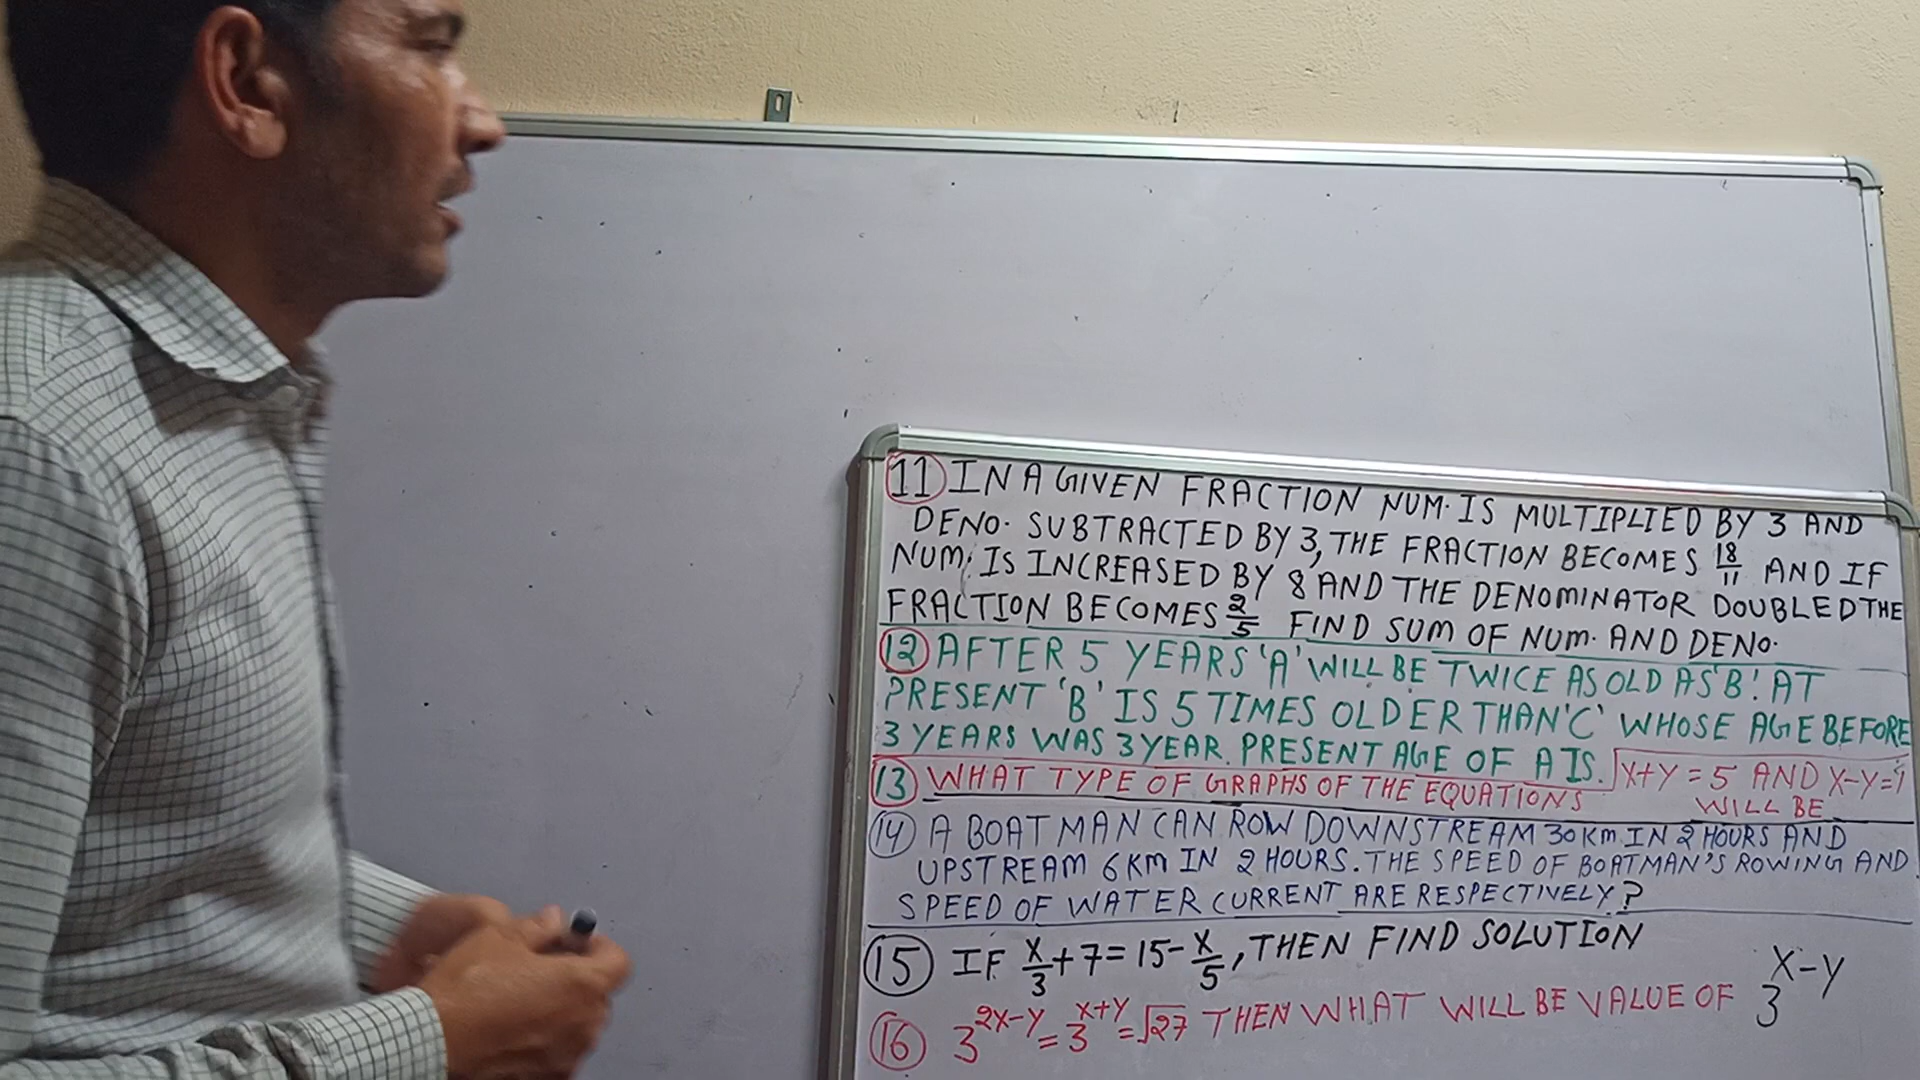 11 IN A GIVEN FRACTION NUM. IS MULTIPLIED BY 3 AND
DENO. SUBTRACTED BY 3, THE FRACTION BECOMES 18/11 AND IF
NUM. IS INCREASED BY 8 AND THE DENOMINATOR DOUBLED THE
FRACTION BECOMES 2/5 FIND SUM OF NUM. AND DENO.
12 AFTER 5 YEARS 'A' WILL BE TWICE AS OLD AS 'B'. AT
PRESENT 'B' IS 5 TIMES OLDER THAN 'C' WHOSE AGE BEFORE
3 YEARS WAS 3 YEAR. PRESENT AGE OF A IS.
13 WHAT TYPE OF GRAPHS OF THE EQUATIONS X+Y=5 AND X-Y=1
WILL BE
14 A BOAT MAN CAN ROW DOWNSTREAM 30KM IN 2 HOURS AND
UPSTREAM 6KM IN 2 HOURS. THE SPEED OF BOATMAN'S ROWING AND
SPEED OF WATER CURRENT ARE RESPECTIVELY?
15 IF X/3+7=15-X/5, THEN FIND SOLUTION
16 3^(2X-Y)=3^(X+Y)=√27 THEN WHAT WILL BE VALUE OF 3^(X-Y)